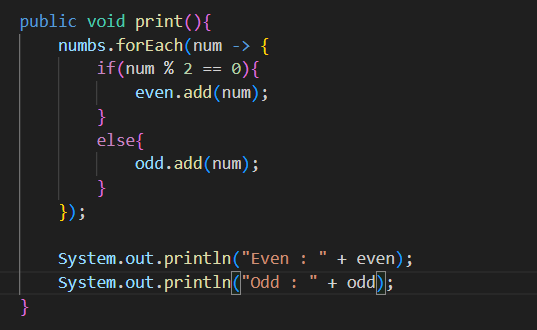 public void print(){
    numbs.forEach(num -> {
        if(num % 2 == 0){
            even.add(num);
        }
        else{
            odd.add(num);
        }
    });

    System.out.println("Even : " + even);
    System.out.println("Odd : " + odd);
}